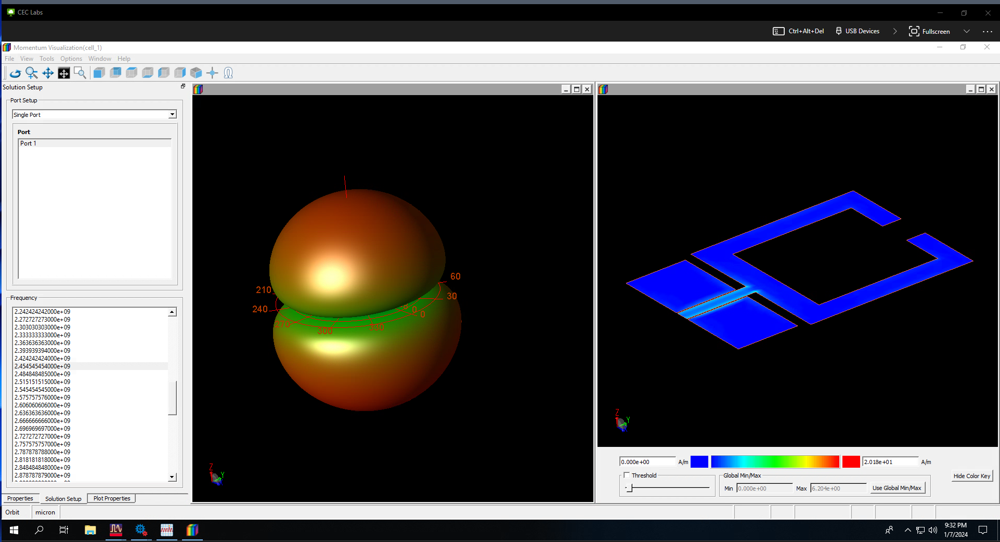 CEC Labs
Ctrl+Alt+Del
USB Devices
Fullscreen
Momentum Visualization(cell_1)
File View Tools Options Window Help
Solution Setup
Port Setup
Single Port
Port
Port 1
Frequency
2.242424242000e+09
2.272727273000e+09
2.303030303000e+09
2.333333333000e+09
2.363636363000e+09
2.393939394000e+09
2.424242424000e+09
2.454545454000e+09
2.484848485000e+09
2.515151515000e+09
2.545454545000e+09
2.575757576000e+09
2.606060606000e+09
2.636363636000e+09
2.666666666000e+09
2.696969697000e+09
2.727272727000e+09
2.757575757000e+09
2.787878788000e+09
2.818181818000e+09
2.848484848000e+09
2.878787879000e+09
Properties
Solution Setup
Plot Properties
210
240
270
300
330
0
0
30
60
Z
Y
Z
Y
0.000e+00 A/m
2.018e+01 A/m
Threshold
Global Min/Max
Min 0.000e+00 Max 6.204e+00 Use Global Min/Max
Hide Color Key
Orbit
micron
9:32 PM
1/7/2024